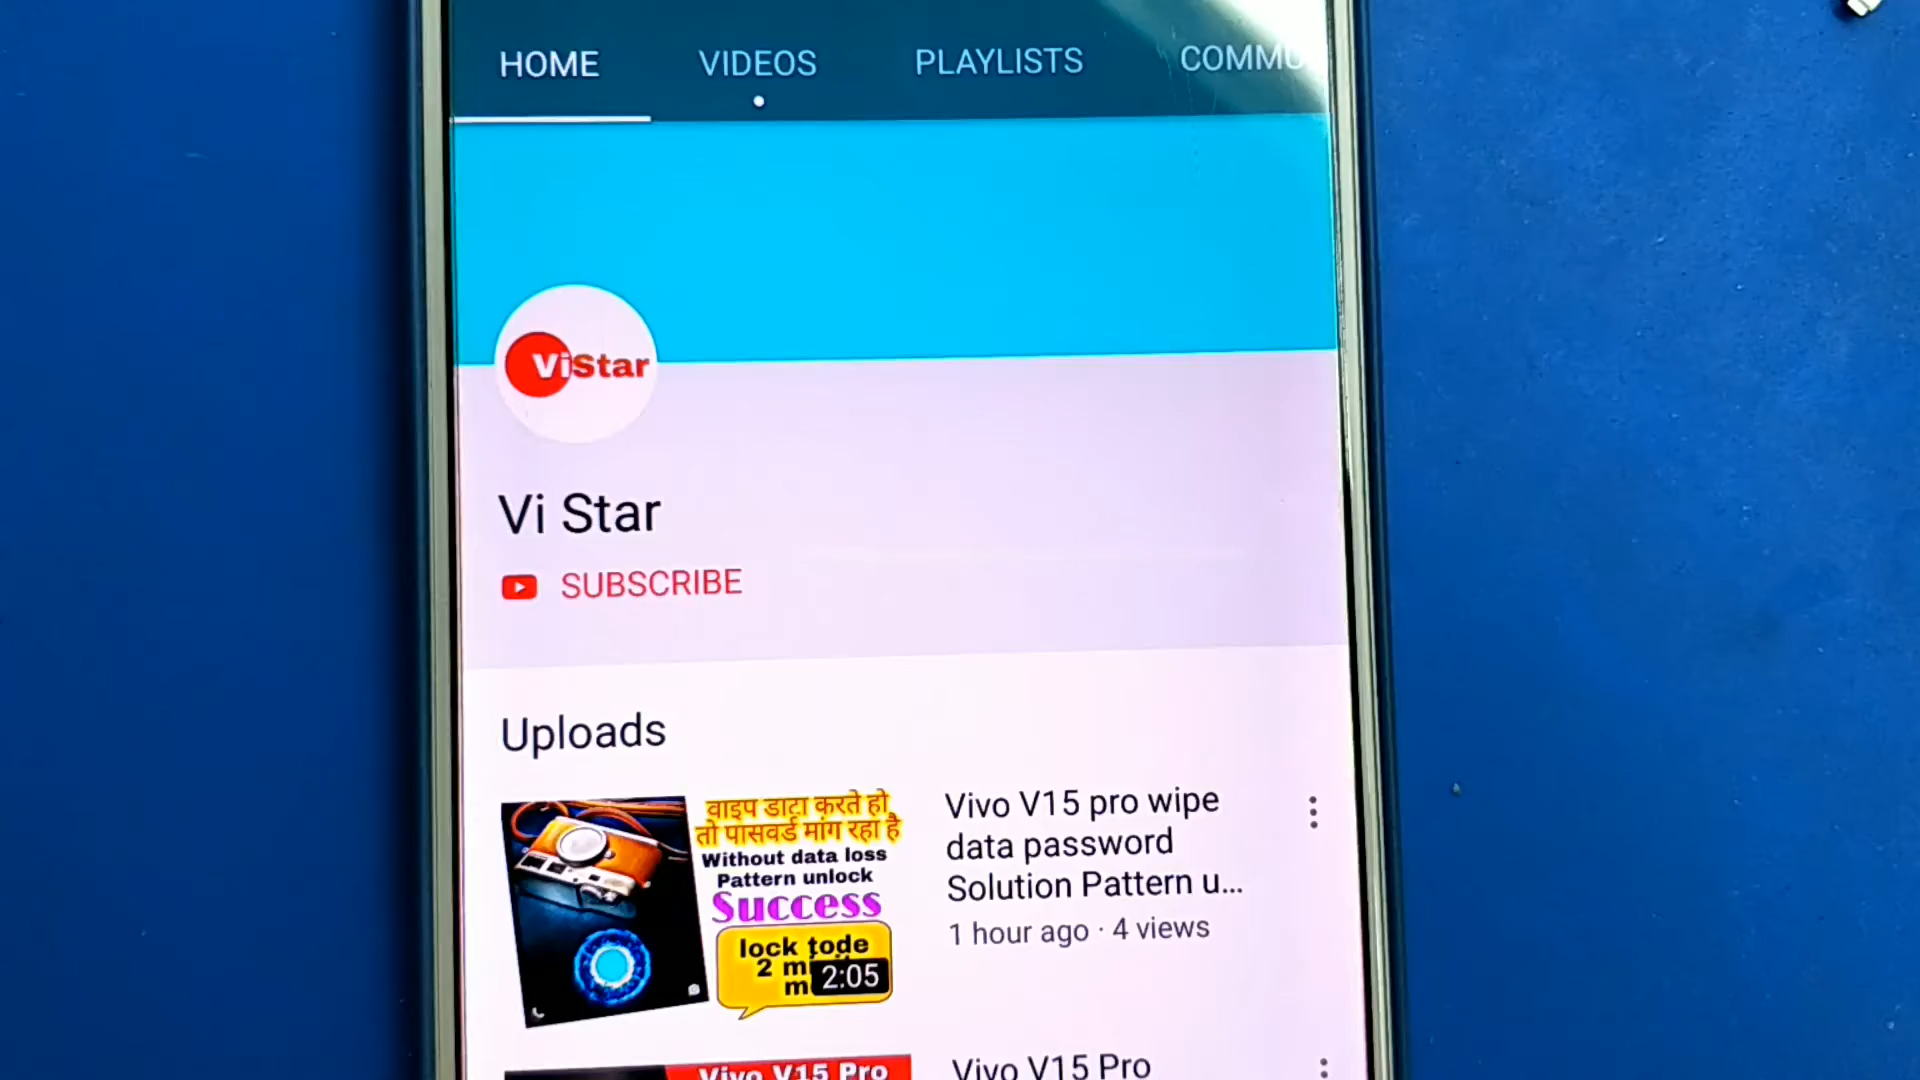 HOME VIDEOS PLAYLISTS COMMU
ViStar
Vi Star
SUBSCRIBE
Uploads
वाइप डाटा करते हो
तो पासवर्ड मांग रहा है
Without data loss
Pattern unlock
Success
lock tode
2 mi
m
2:05
Vivo V15 pro wipe
data password
Solution Pattern u...
1 hour ago · 4 views
Vivo V15 Pro
Vivo V15 Pro